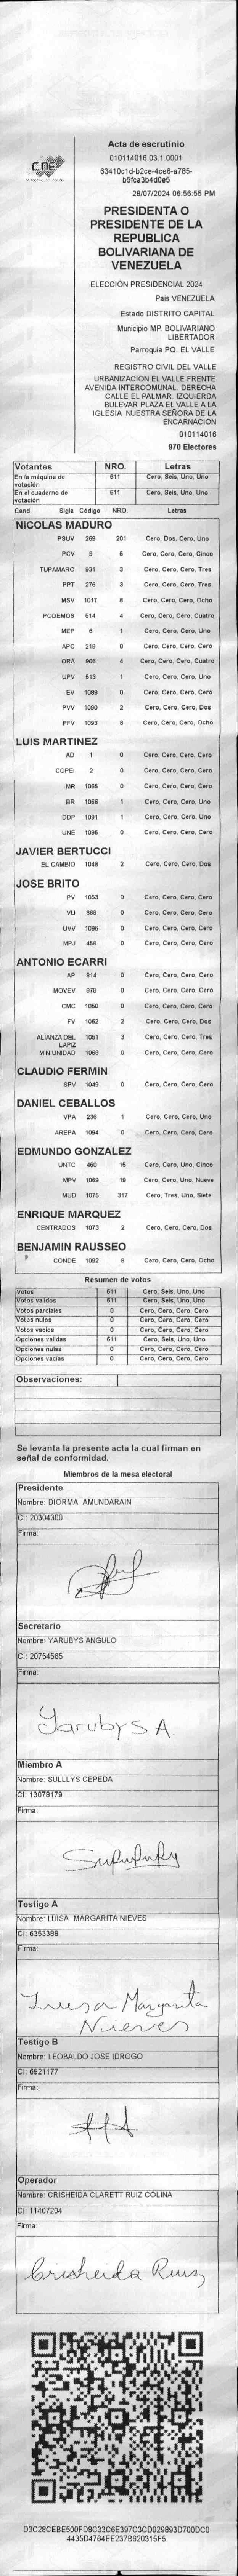 CNE
Acta de escrutinio
010114016.03.1.0001
63410c1d-b2ce-4ce6-a785-
b5fca3b4d0e5
28/07/2024 06:56:55 PM
PRESIDENTA O
PRESIDENTE DE LA
REPUBLICA
BOLIVARIANA DE
VENEZUELA
ELECCIÓN PRESIDENCIAL 2024
Pais VENEZUELA
Estado DISTRITO CAPITAL
Municipio MP. BOLIVARIANO
LIBERTADOR
Parroquia PQ. EL VALLE
REGISTRO CIVIL DEL VALLE
URBANIZACION EL VALLE FRENTE
AVENIDA INTERCOMUNAL. DERECHA
CALLE EL PALMAR. IZQUIERDA
BULEVAR PLAZA EL VALLE A LA
IGLESIA NUESTRA SEÑORA DE LA
ENCARNACION
010114016
970 Electores
Votantes NRO. Letras
En la máquina de votación 611 Cero, Seis, Uno, Uno
En el cuaderno de votación 611 Cero, Seis, Uno, Uno
Cand. Sigla Código NRO. Letras
NICOLAS MADURO
PSUV 269 201 Cero, Dos, Cero, Uno
PCV 9 5 Cero, Cero, Cero, Cinco
TUPAMARO 931 3 Cero, Cero, Cero, Tres
PPT 276 3 Cero, Cero, Cero, Tres
MSV 1017 8 Cero, Cero, Cero, Ocho
PODEMOS 514 4 Cero, Cero, Cero, Cuatro
MEP 6 1 Cero, Cero, Cero, Uno
APC 219 0 Cero, Cero, Cero, Cero
ORA 906 4 Cero, Cero, Cero, Cuatro
UPV 513 1 Cero, Cero, Cero, Uno
EV 1089 0 Cero, Cero, Cero, Cero
PVV 1090 2 Cero, Cero, Cero, Dos
PFV 1093 8 Cero, Cero, Cero, Ocho
LUIS MARTINEZ
AD 1 0 Cero, Cero, Cero, Cero
COPEI 2 0 Cero, Cero, Cero, Cero
MR 1065 0 Cero, Cero, Cero, Cero
BR 1066 1 Cero, Cero, Cero, Uno
DDP 1091 1 Cero, Cero, Cero, Uno
UNE 1095 0 Cero, Cero, Cero, Cero
JAVIER BERTUCCI
EL CAMBIO 1048 2 Cero, Cero, Cero, Dos
JOSE BRITO
PV 1053 0 Cero, Cero, Cero, Cero
VU 868 0 Cero, Cero, Cero, Cero
UVV 1096 0 Cero, Cero, Cero, Cero
MPJ 458 0 Cero, Cero, Cero, Cero
ANTONIO ECARRI
AP 914 0 Cero, Cero, Cero, Cero
MOVEV 878 0 Cero, Cero, Cero, Cero
CMC 1050 0 Cero, Cero, Cero, Cero
FV 1062 2 Cero, Cero, Cero, Dos
ALIANZA DEL LAPIZ 1051 3 Cero, Cero, Cero, Tres
MIN UNIDAD 1068 0 Cero, Cero, Cero, Cero
CLAUDIO FERMIN
SPV 1049 0 Cero, Cero, Cero, Cero
DANIEL CEBALLOS
VPA 236 1 Cero, Cero, Cero, Uno
AREPA 1094 0 Cero, Cero, Cero, Cero
EDMUNDO GONZALEZ
UNTC 460 15 Cero, Cero, Uno, Cinco
MPV 1069 19 Cero, Cero, Uno, Nueve
MUD 1075 317 Cero, Tres, Uno, Siete
ENRIQUE MARQUEZ
CENTRADOS 1073 2 Cero, Cero, Cero, Dos
BENJAMIN RAUSSEO
CONDE 1092 8 Cero, Cero, Cero, Ocho
Resumen de votos
Votos 611 Cero, Seis, Uno, Uno
Votos validos 611 Cero, Seis, Uno, Uno
Votos parciales 0 Cero, Cero, Cero, Cero
Votos nulos 0 Cero, Cero, Cero, Cero
Votos vacios 0 Cero, Cero, Cero, Cero
Opciones validas 611 Cero, Seis, Uno, Uno
Opciones nulas 0 Cero, Cero, Cero, Cero
Opciones vacias 0 Cero, Cero, Cero, Cero
Observaciones:
Se levanta la presente acta la cual firman en
señal de conformidad.
Miembros de la mesa electoral
Presidente
Nombre: DIORMA AMUNDARAIN
CI: 20304300
Firma:
Secretario
Nombre: YARUBYS ANGULO
CI: 20754565
Firma:
Yarubys A
Miembro A
Nombre: SULLLYS CEPEDA
CI: 13078179
Firma:
Testigo A
Nombre: LUISA MARGARITA NIEVES
CI: 6353388
Firma:
Luisa Margarita
Nieves
Testigo B
Nombre: LEOBALDO JOSE IDROGO
CI: 6921177
Firma:
Operador
Nombre: CRISHEIDA CLARETT RUIZ COLINA
CI: 11407204
Firma:
Crisheida Ruiz
D3C28CEBE500FD8C33C6E397C3CD029893D700DC0
4435D4764EE237B620315F5